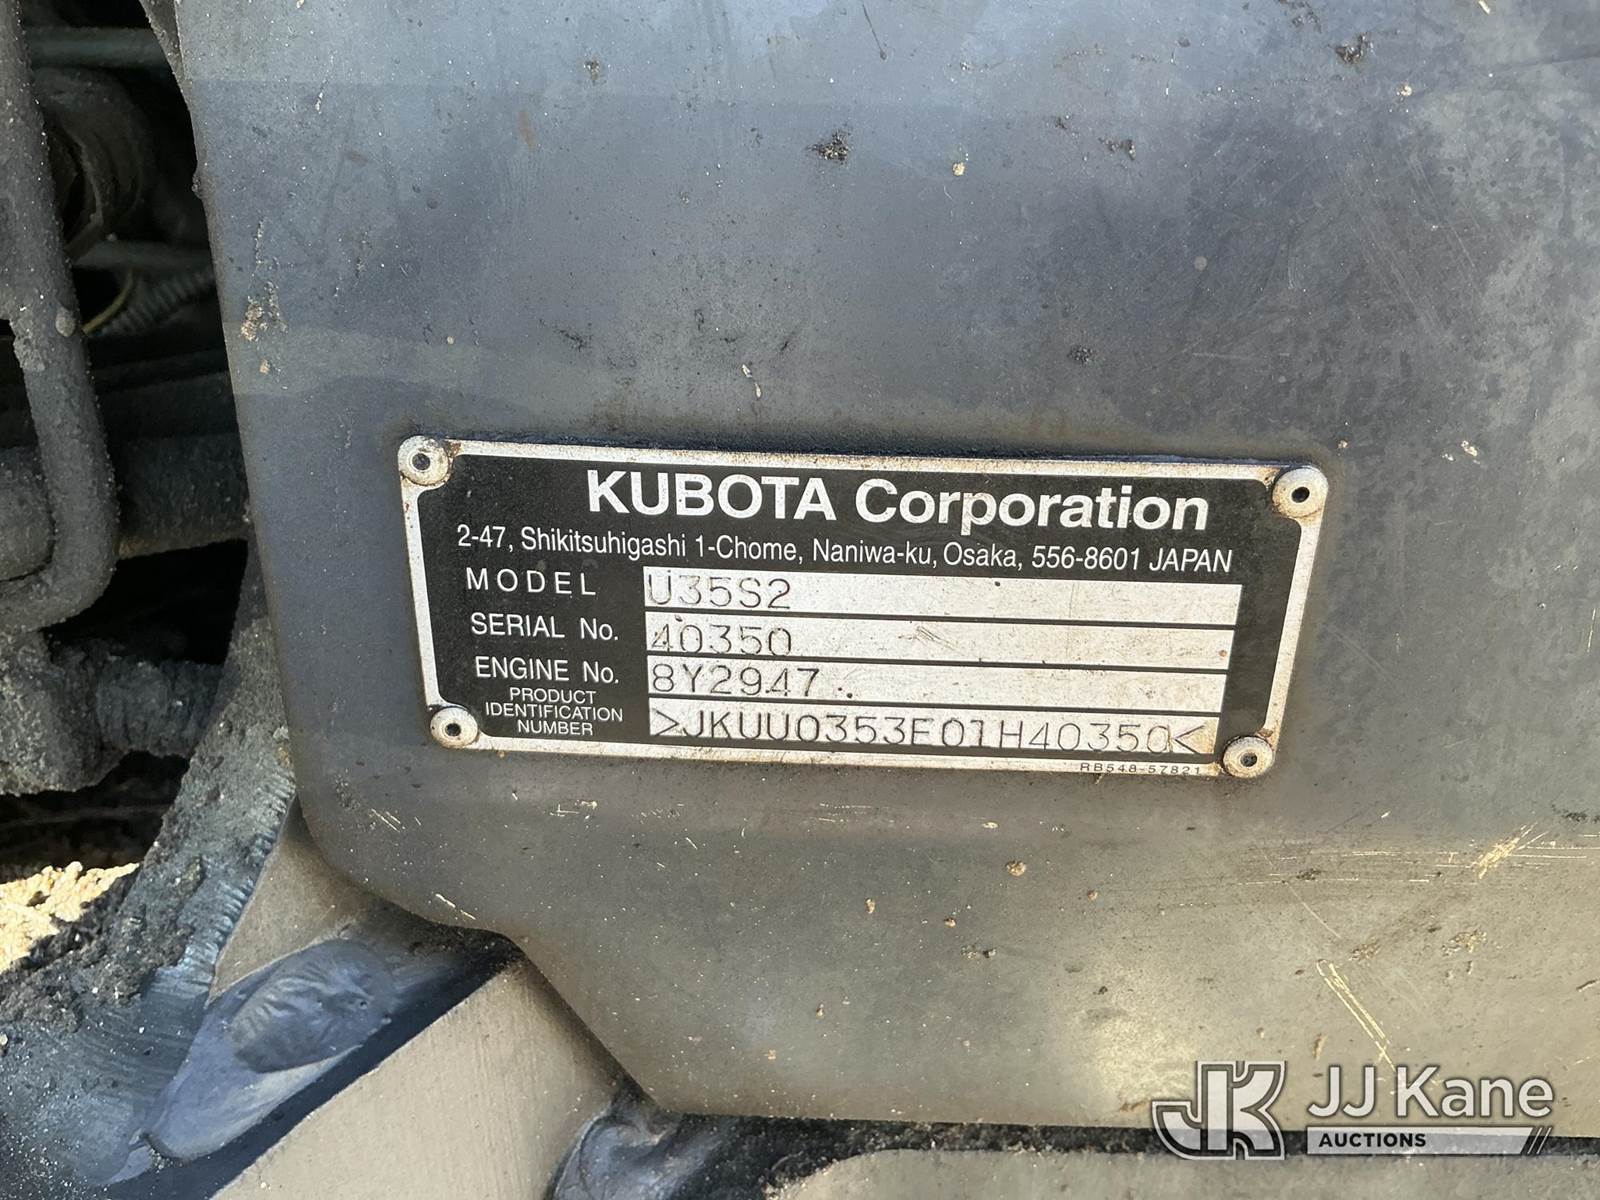 KUBOTA Corporation
2-47, Shikitsuhigashi 1-Chome, Naniwa-ku, Osaka, 556-8601 JAPAN
MODEL U35S2
SERIAL No. 40350
ENGINE No. 8Y2947
PRODUCT IDENTIFICATION NUMBER >JKUU0353E01H40350<
RB548-57821
JK JJ Kane
AUCTIONS